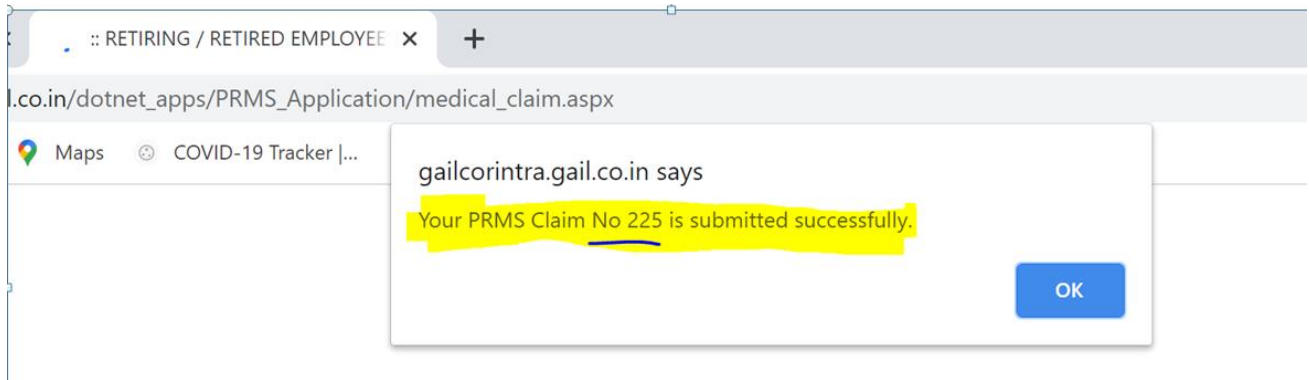 :: RETIRING / RETIRED EMPLOYEE
l.co.in/dotnet_apps/PRMS_Application/medical_claim.aspx
Maps COVID-19 Tracker |...
gailcorintra.gail.co.in says
Your PRMS Claim No 225 is submitted successfully.
OK